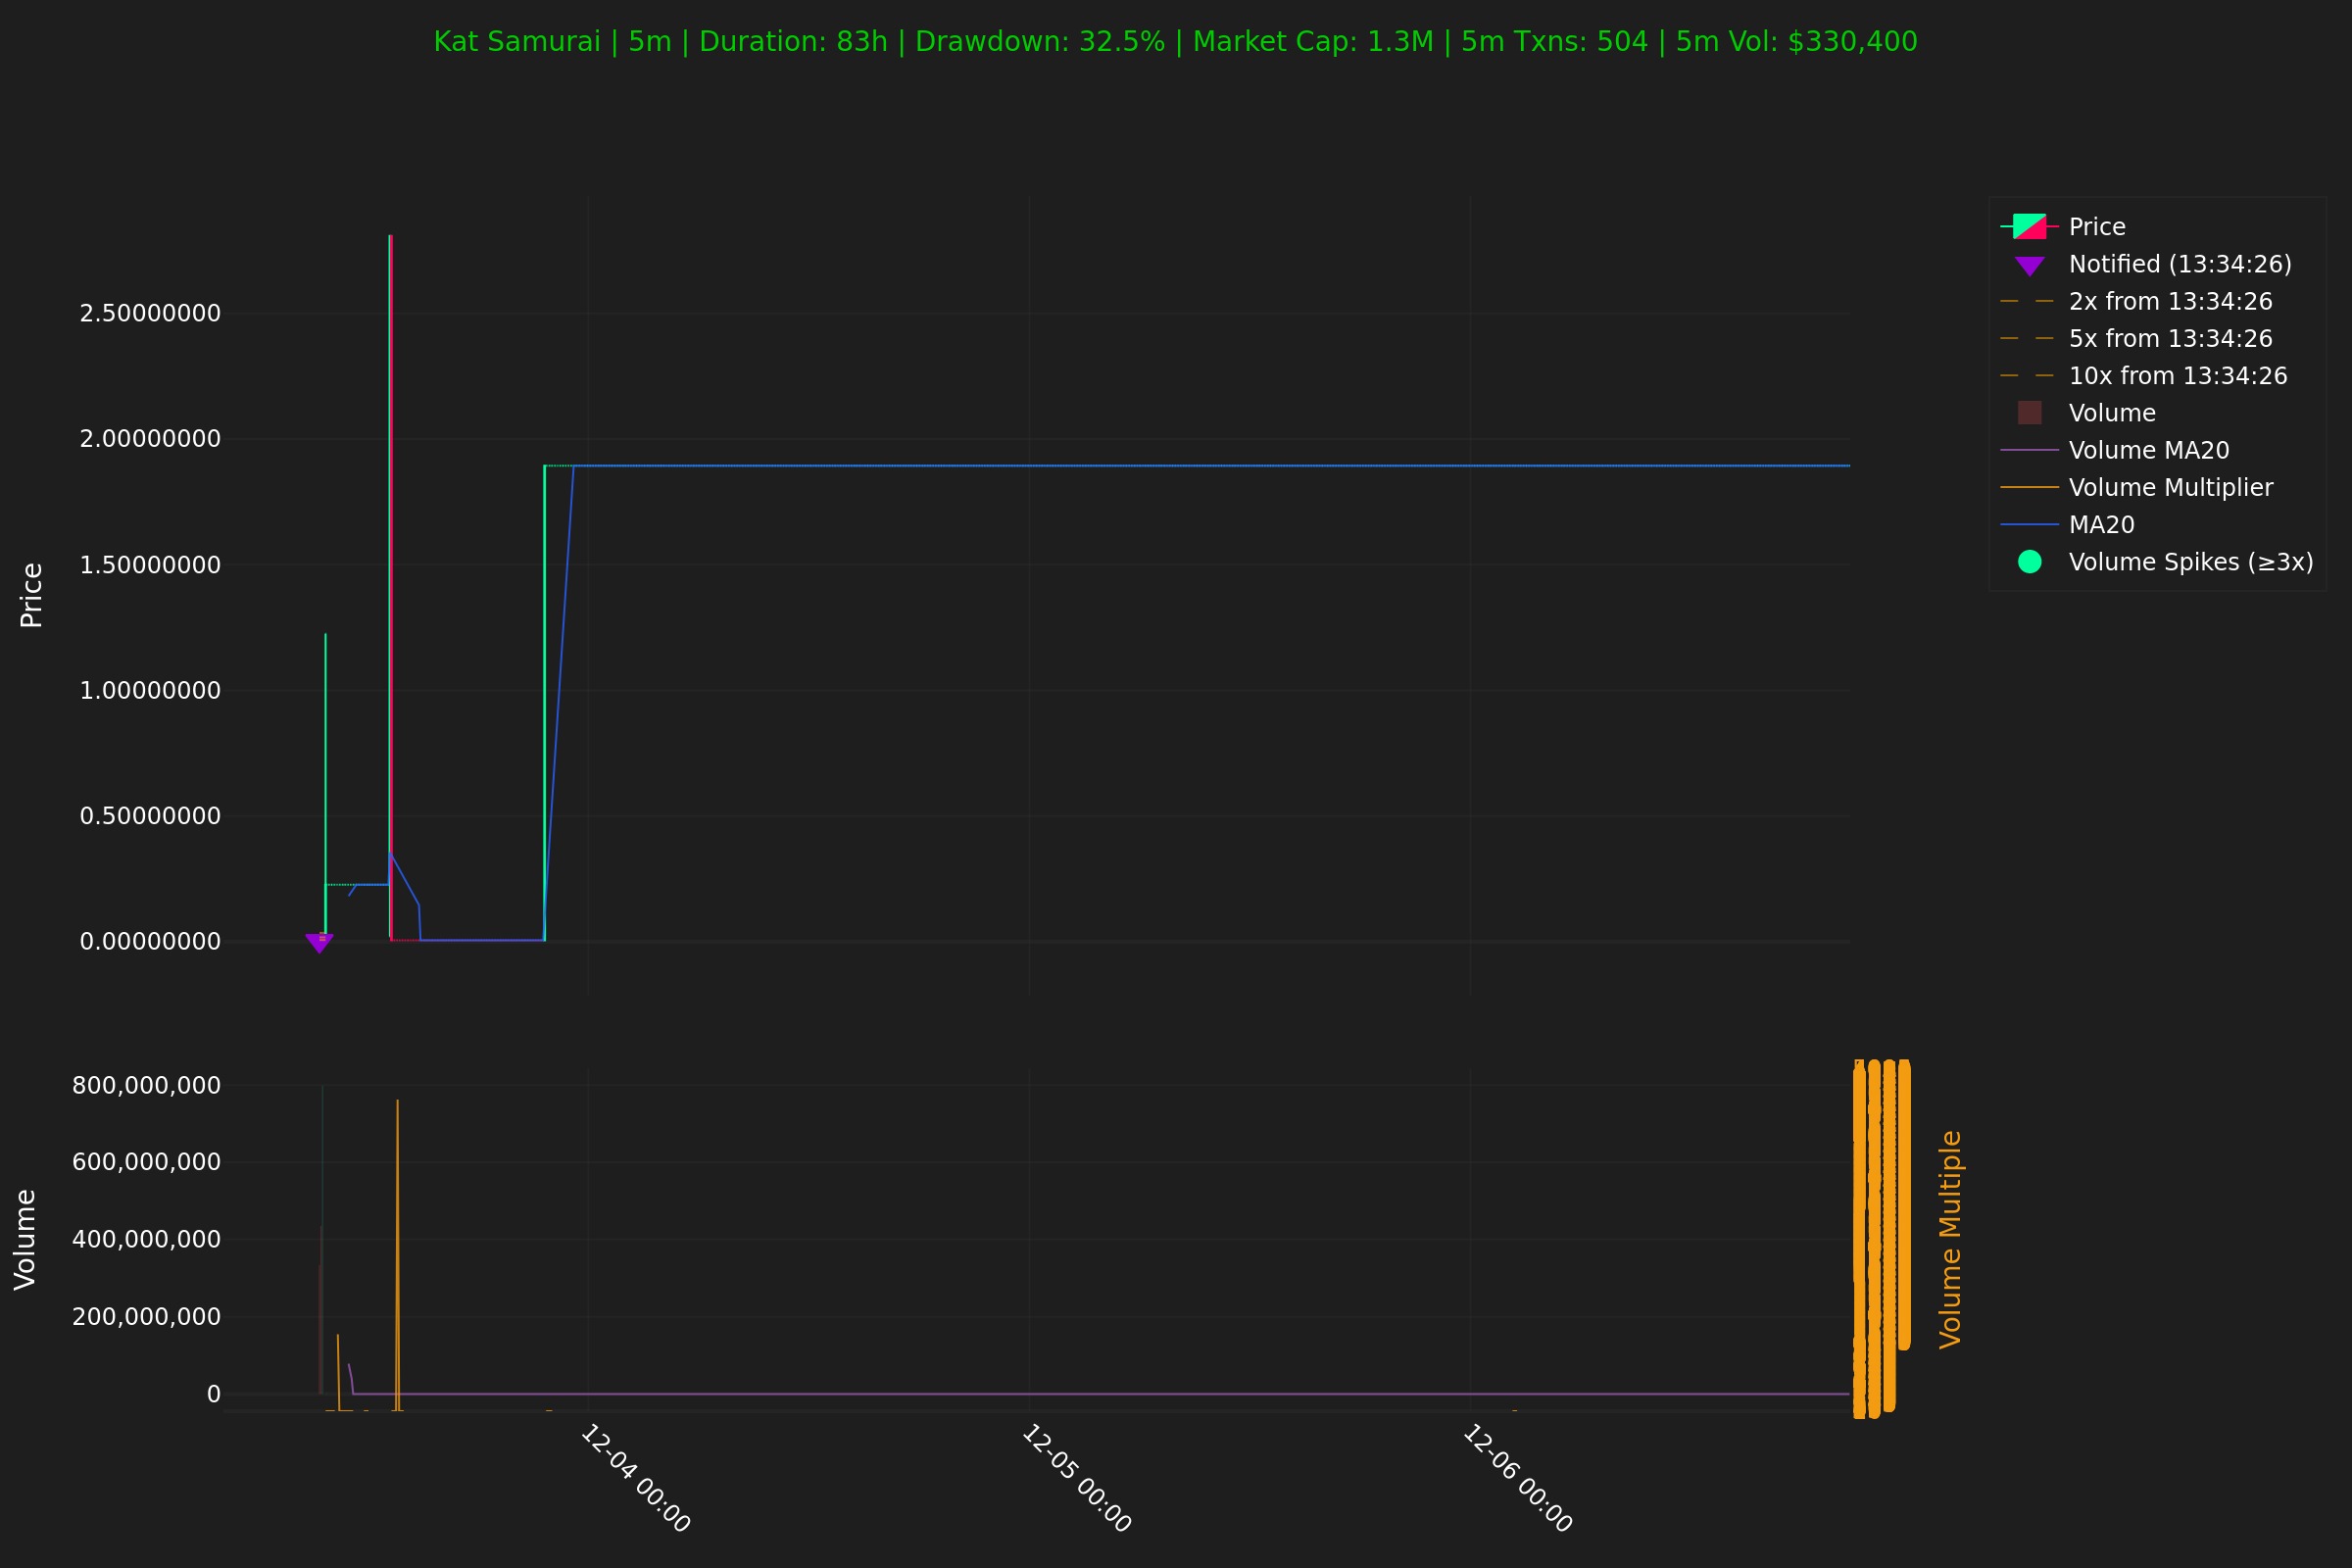 Kat Samurai | 5m | Duration: 83h | Drawdown: 32.5% | Market Cap: 1.3M | 5m Txns: 504 | 5m Vol: $330,400
Price
2.50000000
2.00000000
1.50000000
1.00000000
0.50000000
0.00000000
Price
Notified (13:34:26)
2x from 13:34:26
5x from 13:34:26
10x from 13:34:26
Volume
Volume MA20
Volume Multiplier
MA20
Volume Spikes (≥3x)
Volume
800,000,000
600,000,000
400,000,000
200,000,000
0
Volume Multiple
12-04 00:00
12-05 00:00
12-06 00:00